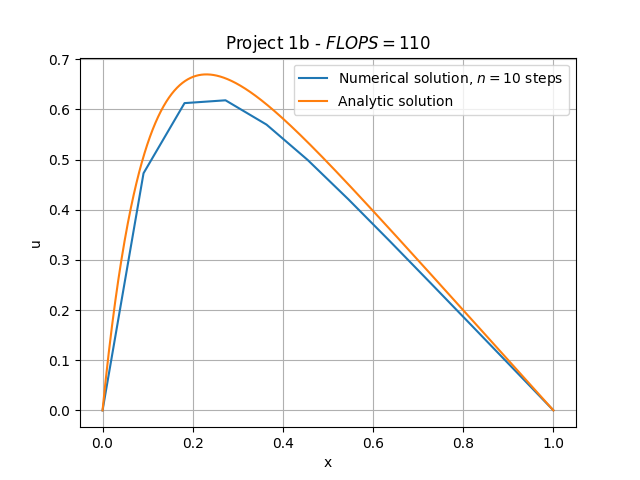 Project 1b - FLOPS = 110
Numerical solution, n = 10 steps
Analytic solution
0.7
0.6
0.5
0.4
0.3
0.2
0.1
0.0
u
0.0 0.2 0.4 0.6 0.8 1.0
x